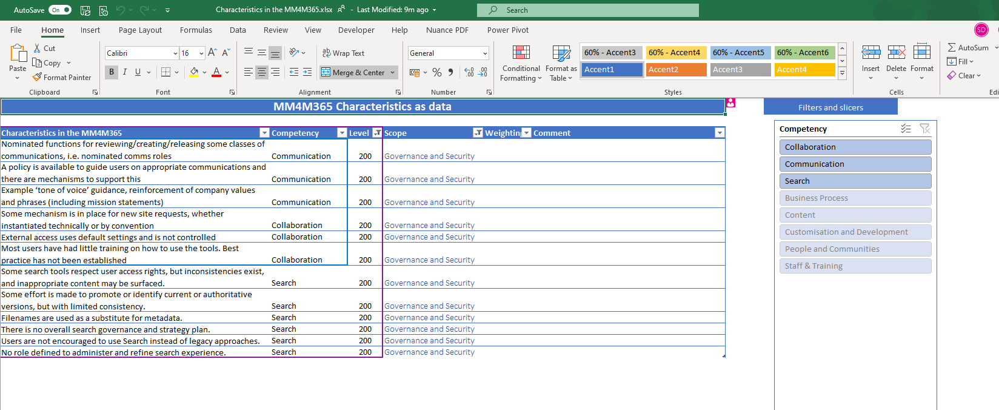 AutoSave On Characteristics in the MM4M365.xlsx - Last Modified: 9m ago Search
File Home Insert Page Layout Formulas Data Review View Developer Help Nuance PDF Power Pivot SD
Cut
Copy
Format Painter
Paste
Clipboard
Calibri 16 A A
B I U A
Font
Wrap Text
Merge & Center
Alignment
General
% , .00 .0 .00
Number
Conditional
Formatting
Format as
Table
60% - Accent3 60% - Accent4 60% - Accent5 60% - Accent6
Accent1 Accent2 Accent3 Accent4
Styles
Insert Delete Format
Cells
AutoSum
Fill
Clear
Edi
MM4M365 Characteristics as data
Characteristics in the MM4M365 Competency Level Scope Weighting Comment
Nominated functions for reviewing/creating/releasing some classes of
communications, i.e. nominated comms roles Communication 200 Governance and Security
A policy is available to guide users on appropriate communications and
there are mechanisms to support this Communication 200 Governance and Security
Example ‘tone of voice’ guidance, reinforcement of company values
and phrases (including mission statements) Communication 200 Governance and Security
Some mechanism is in place for new site requests, whether
instantiated technically or by convention Collaboration 200 Governance and Security
External access uses default settings and is not controlled Collaboration 200 Governance and Security
Most users have had little training on how to use the tools. Best
practice has not been established Collaboration 200 Governance and Security
Some search tools respect user access rights, but inconsistencies exist,
and inappropriate content may be surfaced. Search 200 Governance and Security
Some effort is made to promote or identify current or authoritative
versions, but with limited consistency. Search 200 Governance and Security
Filenames are used as a substitute for metadata. Search 200 Governance and Security
There is no overall search governance and strategy plan. Search 200 Governance and Security
Users are not encouraged to use Search instead of legacy approaches. Search 200 Governance and Security
No role defined to administer and refine search experience. Search 200 Governance and Security
Filters and slicers
Competency
Collaboration
Communication
Search
Business Process
Content
Customisation and Development
People and Communities
Staff & Training